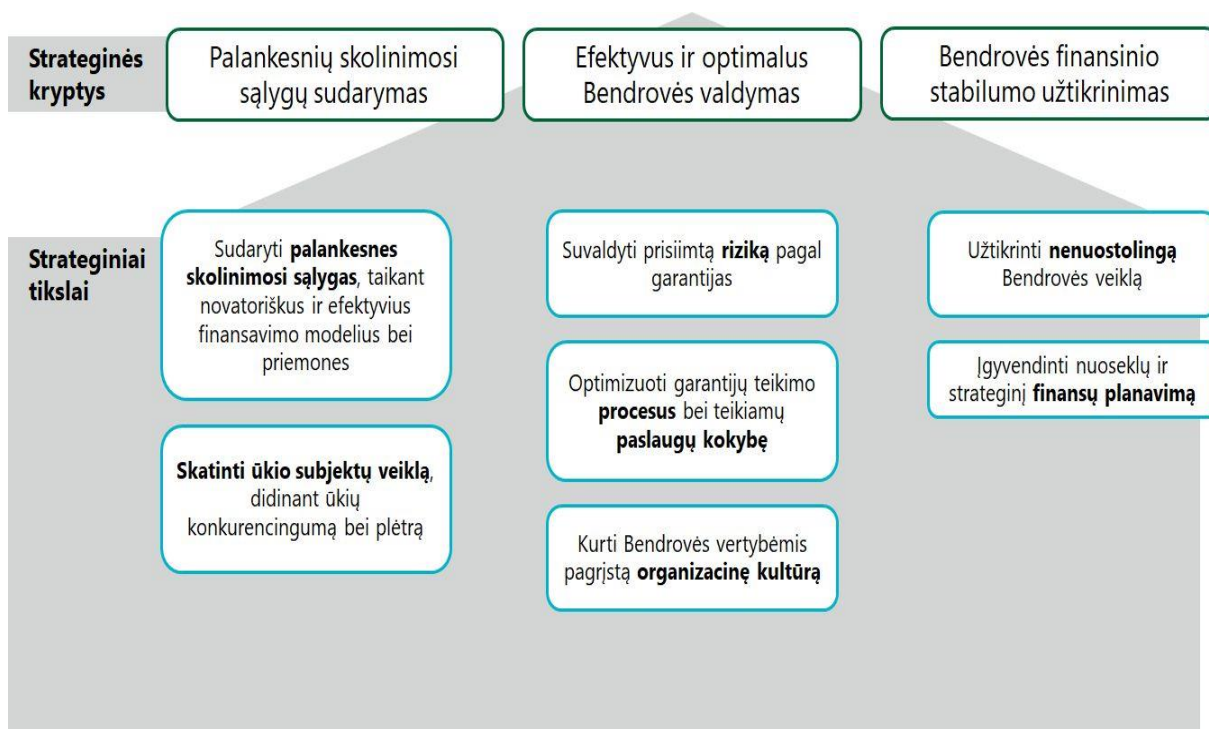 Strateginės
kryptys
Palankesnių skolinimosi
sąlygų sudarymas
Efektyvus ir optimalus
Bendrovės valdymas
Bendrovės finansinio
stabilumo užtikrinimas
Strateginiai
tikslai
Sudaryti palankesnes
skolinimosi sąlygas, taikant
novatoriškus ir efektyvius
finansavimo modelius bei
priemones
Skatinti ūkio subjektų veiklą,
didinant ūkių
konkurencingumą bei plėtrą
Suvaldyti prisiimtą riziką pagal
garantijas
Optimizuoti garantijų teikimo
procesus bei teikiamų
paslaugų kokybę
Kurti Bendrovės vertybėmis
pagrįstą organizacinę kultūrą
Užtikrinti nenuostolingą
Bendrovės veiklą
Įgyvendinti nuoseklų ir
strateginį finansų planavimą